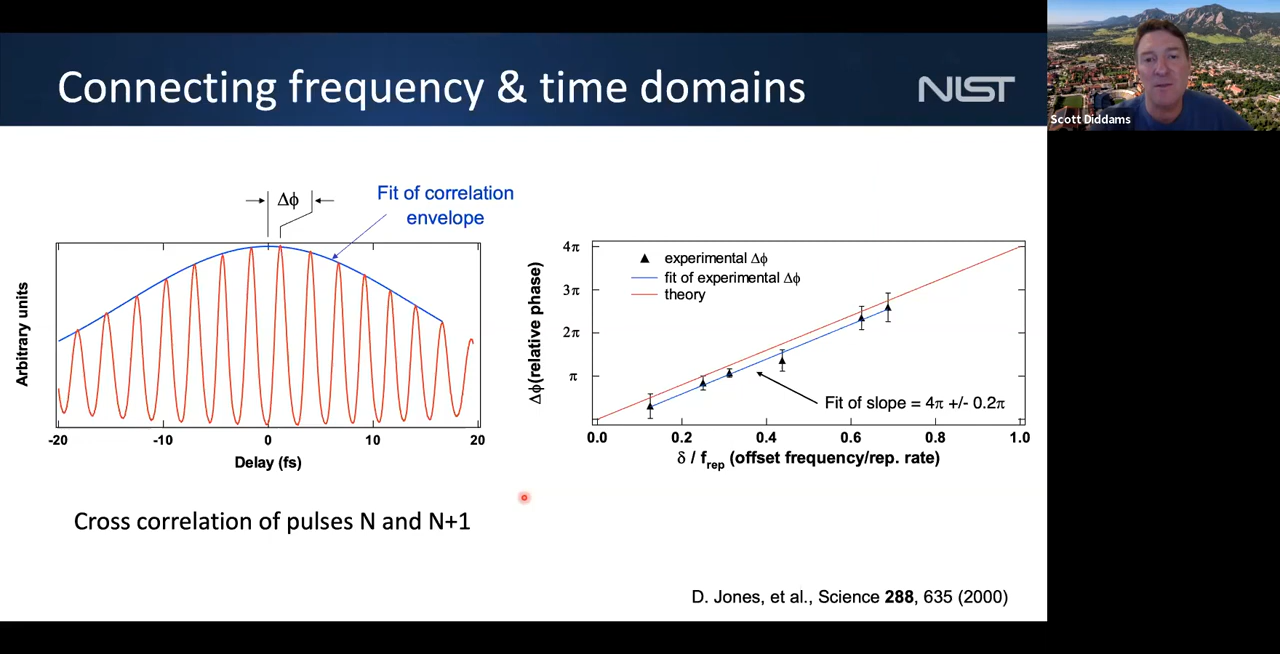 Connecting frequency & time domains
NIST
Scott Diddams
Δϕ
Fit of correlation
envelope
Arbitrary units
-20
-10
0
10
20
Delay (fs)
Cross correlation of pulses N and N+1
4π
3π
2π
π
Δϕ(relative phase)
experimental Δϕ
fit of experimental Δϕ
theory
Fit of slope = 4π +/- 0.2π
0.0
0.2
0.4
0.6
0.8
1.0
δ / frep (offset frequency/rep. rate)
D. Jones, et al., Science 288, 635 (2000)